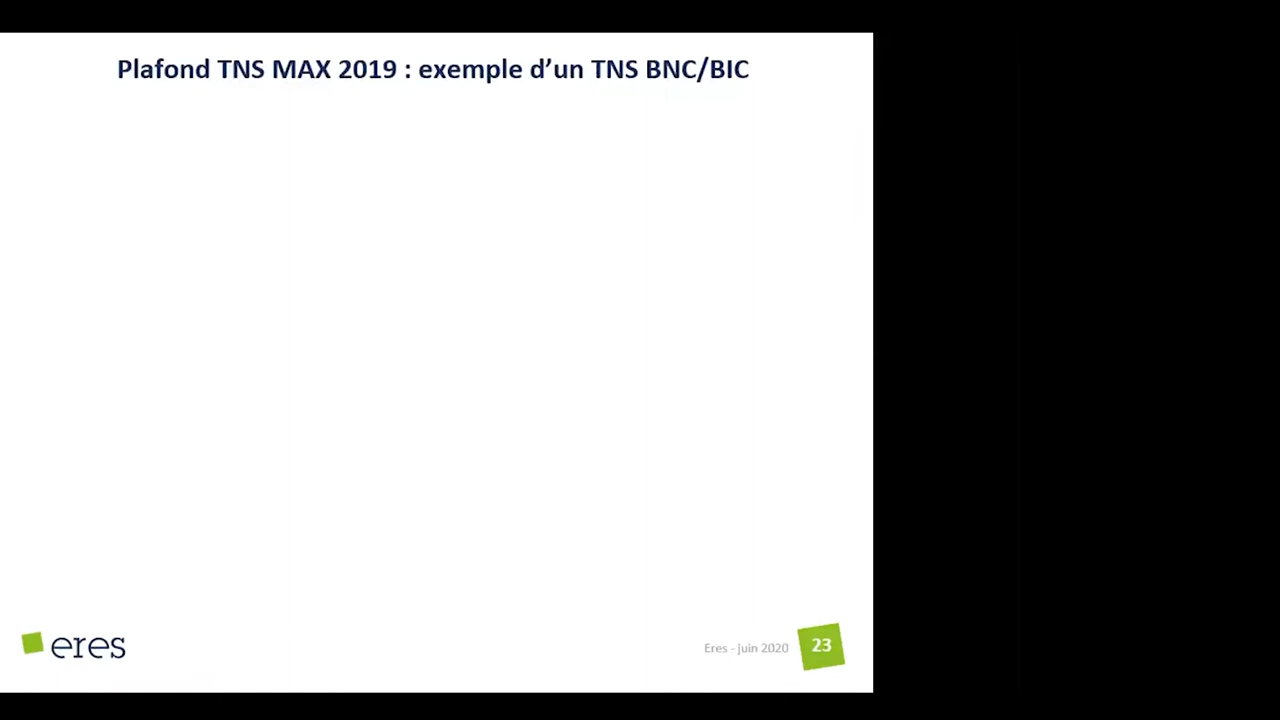 Plafond TNS MAX 2019 : exemple d’un TNS BNC/BIC
eres
Eres - Juin 2020
23